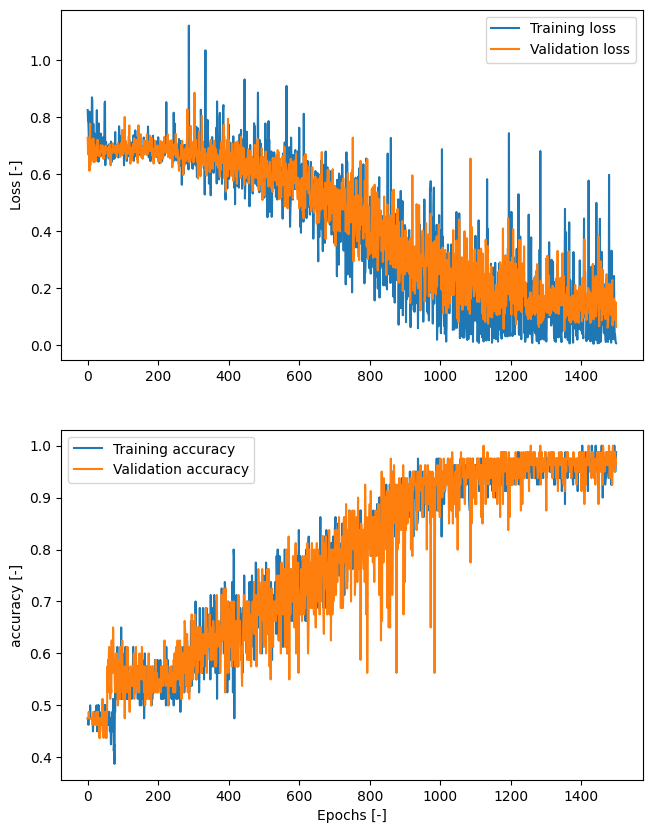 Training loss
Validation loss
Loss [-]
1.0
0.8
0.6
0.4
0.2
0.0
0 200 400 600 800 1000 1200 1400
Training accuracy
Validation accuracy
accuracy [-]
1.0
0.9
0.8
0.7
0.6
0.5
0.4
0 200 400 600 800 1000 1200 1400
Epochs [-]